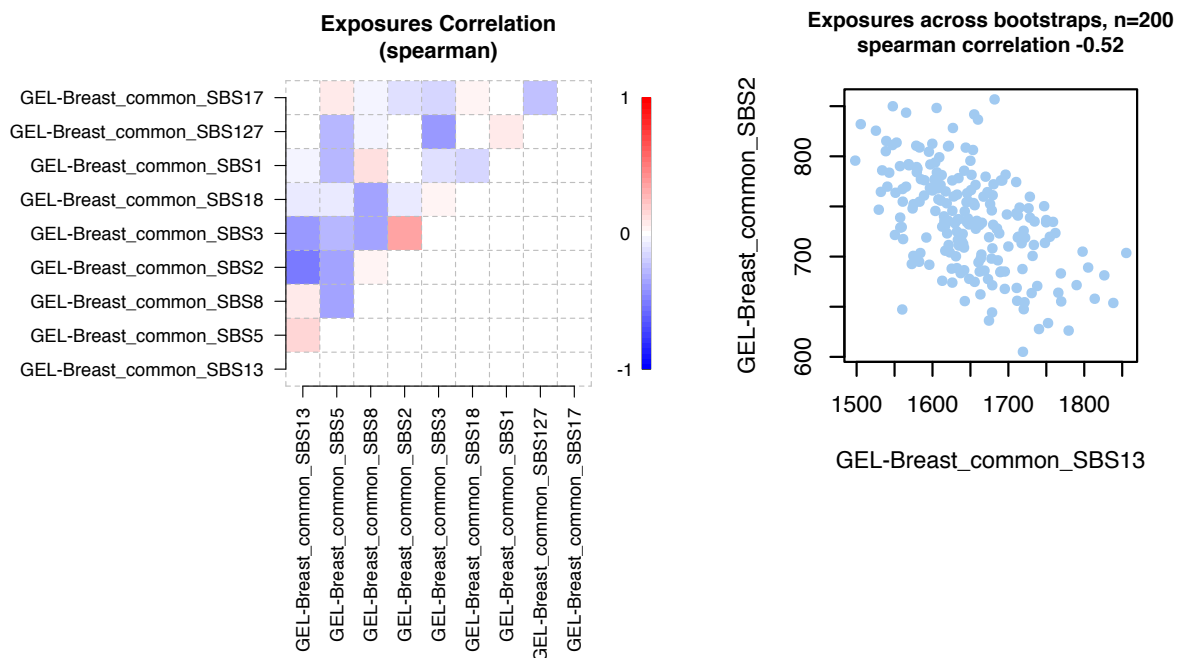 Exposures Correlation
(spearman)
GEL-Breast_common_SBS17
GEL-Breast_common_SBS127
GEL-Breast_common_SBS1
GEL-Breast_common_SBS18
GEL-Breast_common_SBS3
GEL-Breast_common_SBS2
GEL-Breast_common_SBS8
GEL-Breast_common_SBS5
GEL-Breast_common_SBS13
GEL-Breast_common_SBS13
GEL-Breast_common_SBS5
GEL-Breast_common_SBS8
GEL-Breast_common_SBS2
GEL-Breast_common_SBS3
GEL-Breast_common_SBS18
GEL-Breast_common_SBS1
GEL-Breast_common_SBS127
GEL-Breast_common_SBS17
1
0
-1
Exposures across bootstraps, n=200
spearman correlation -0.52
GEL-Breast_common_SBS2
800
700
600
1500 1600 1700 1800
GEL-Breast_common_SBS13